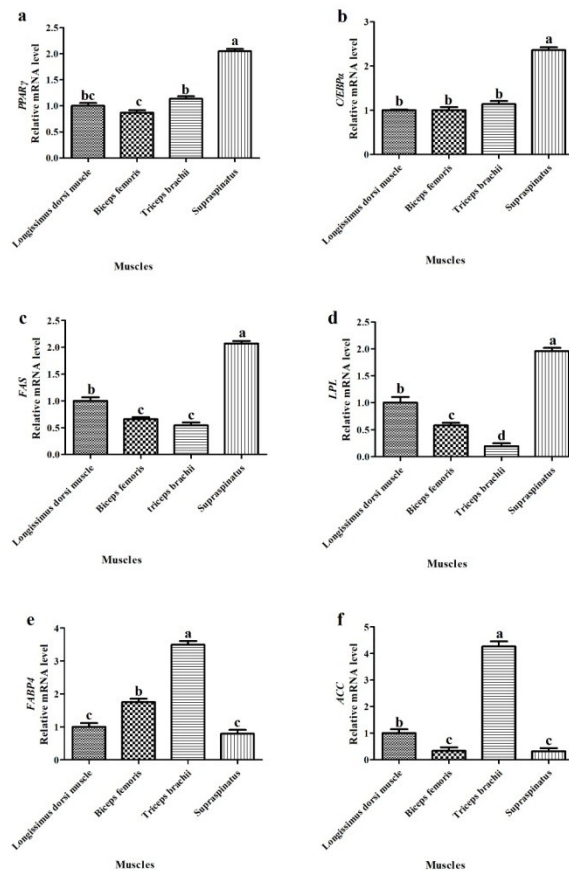 a
PPARγ
Relative mRNA level
2.5
2.0
1.5
1.0
0.5
0.0
bc
c
b
a
Longissimus dorsi muscle
Biceps femoris
Triceps brachii
Supraspinatus
Muscles
b
C/EBPα
Relative mRNA level
3
2
1
0
b
b
b
a
Longissimus dorsi muscle
Biceps femoris
Triceps brachii
Supraspinatus
Muscles
c
FAS
Relative mRNA level
2.5
2.0
1.5
1.0
0.5
0.0
b
c
c
a
Longissimus dorsi muscle
Biceps femoris
triceps brachii
Supraspinatus
Muscles
d
LPL
Relative mRNA level
2.5
2.0
1.5
1.0
0.5
0.0
b
c
d
a
Longissimus dorsi muscle
Biceps femoris
Triceps brachii
Supraspinatus
Muscles
e
FABP4
Relative mRNA level
4
3
2
1
0
c
b
a
c
Longissimus dorsi muscle
Biceps femoris
Triceps brachii
Supraspinatus
Muscles
f
ACC
Relative mRNA level
5
4
3
2
1
0
b
c
a
c
Longissimus dorsi muscle
Biceps femoris
Triceps brachii
Supraspinatus
Muscles